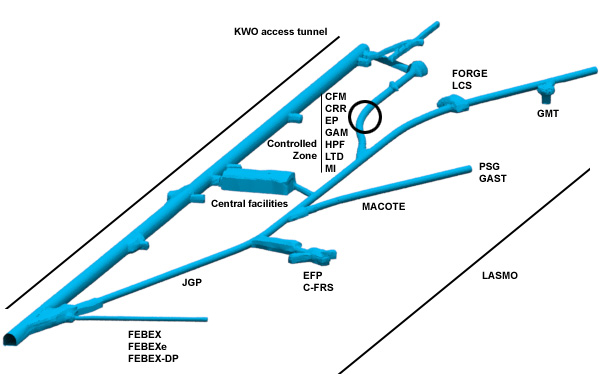 KWO access tunnel
FORGE
LCS
GMT
CFM
CRR
EP
GAM
HPF
LTD
MI
Controlled
Zone
Central facilities
PSG
GAST
MACOTE
LASMO
EFP
C-FRS
JGP
FEBEX
FEBEXe
FEBEX-DP